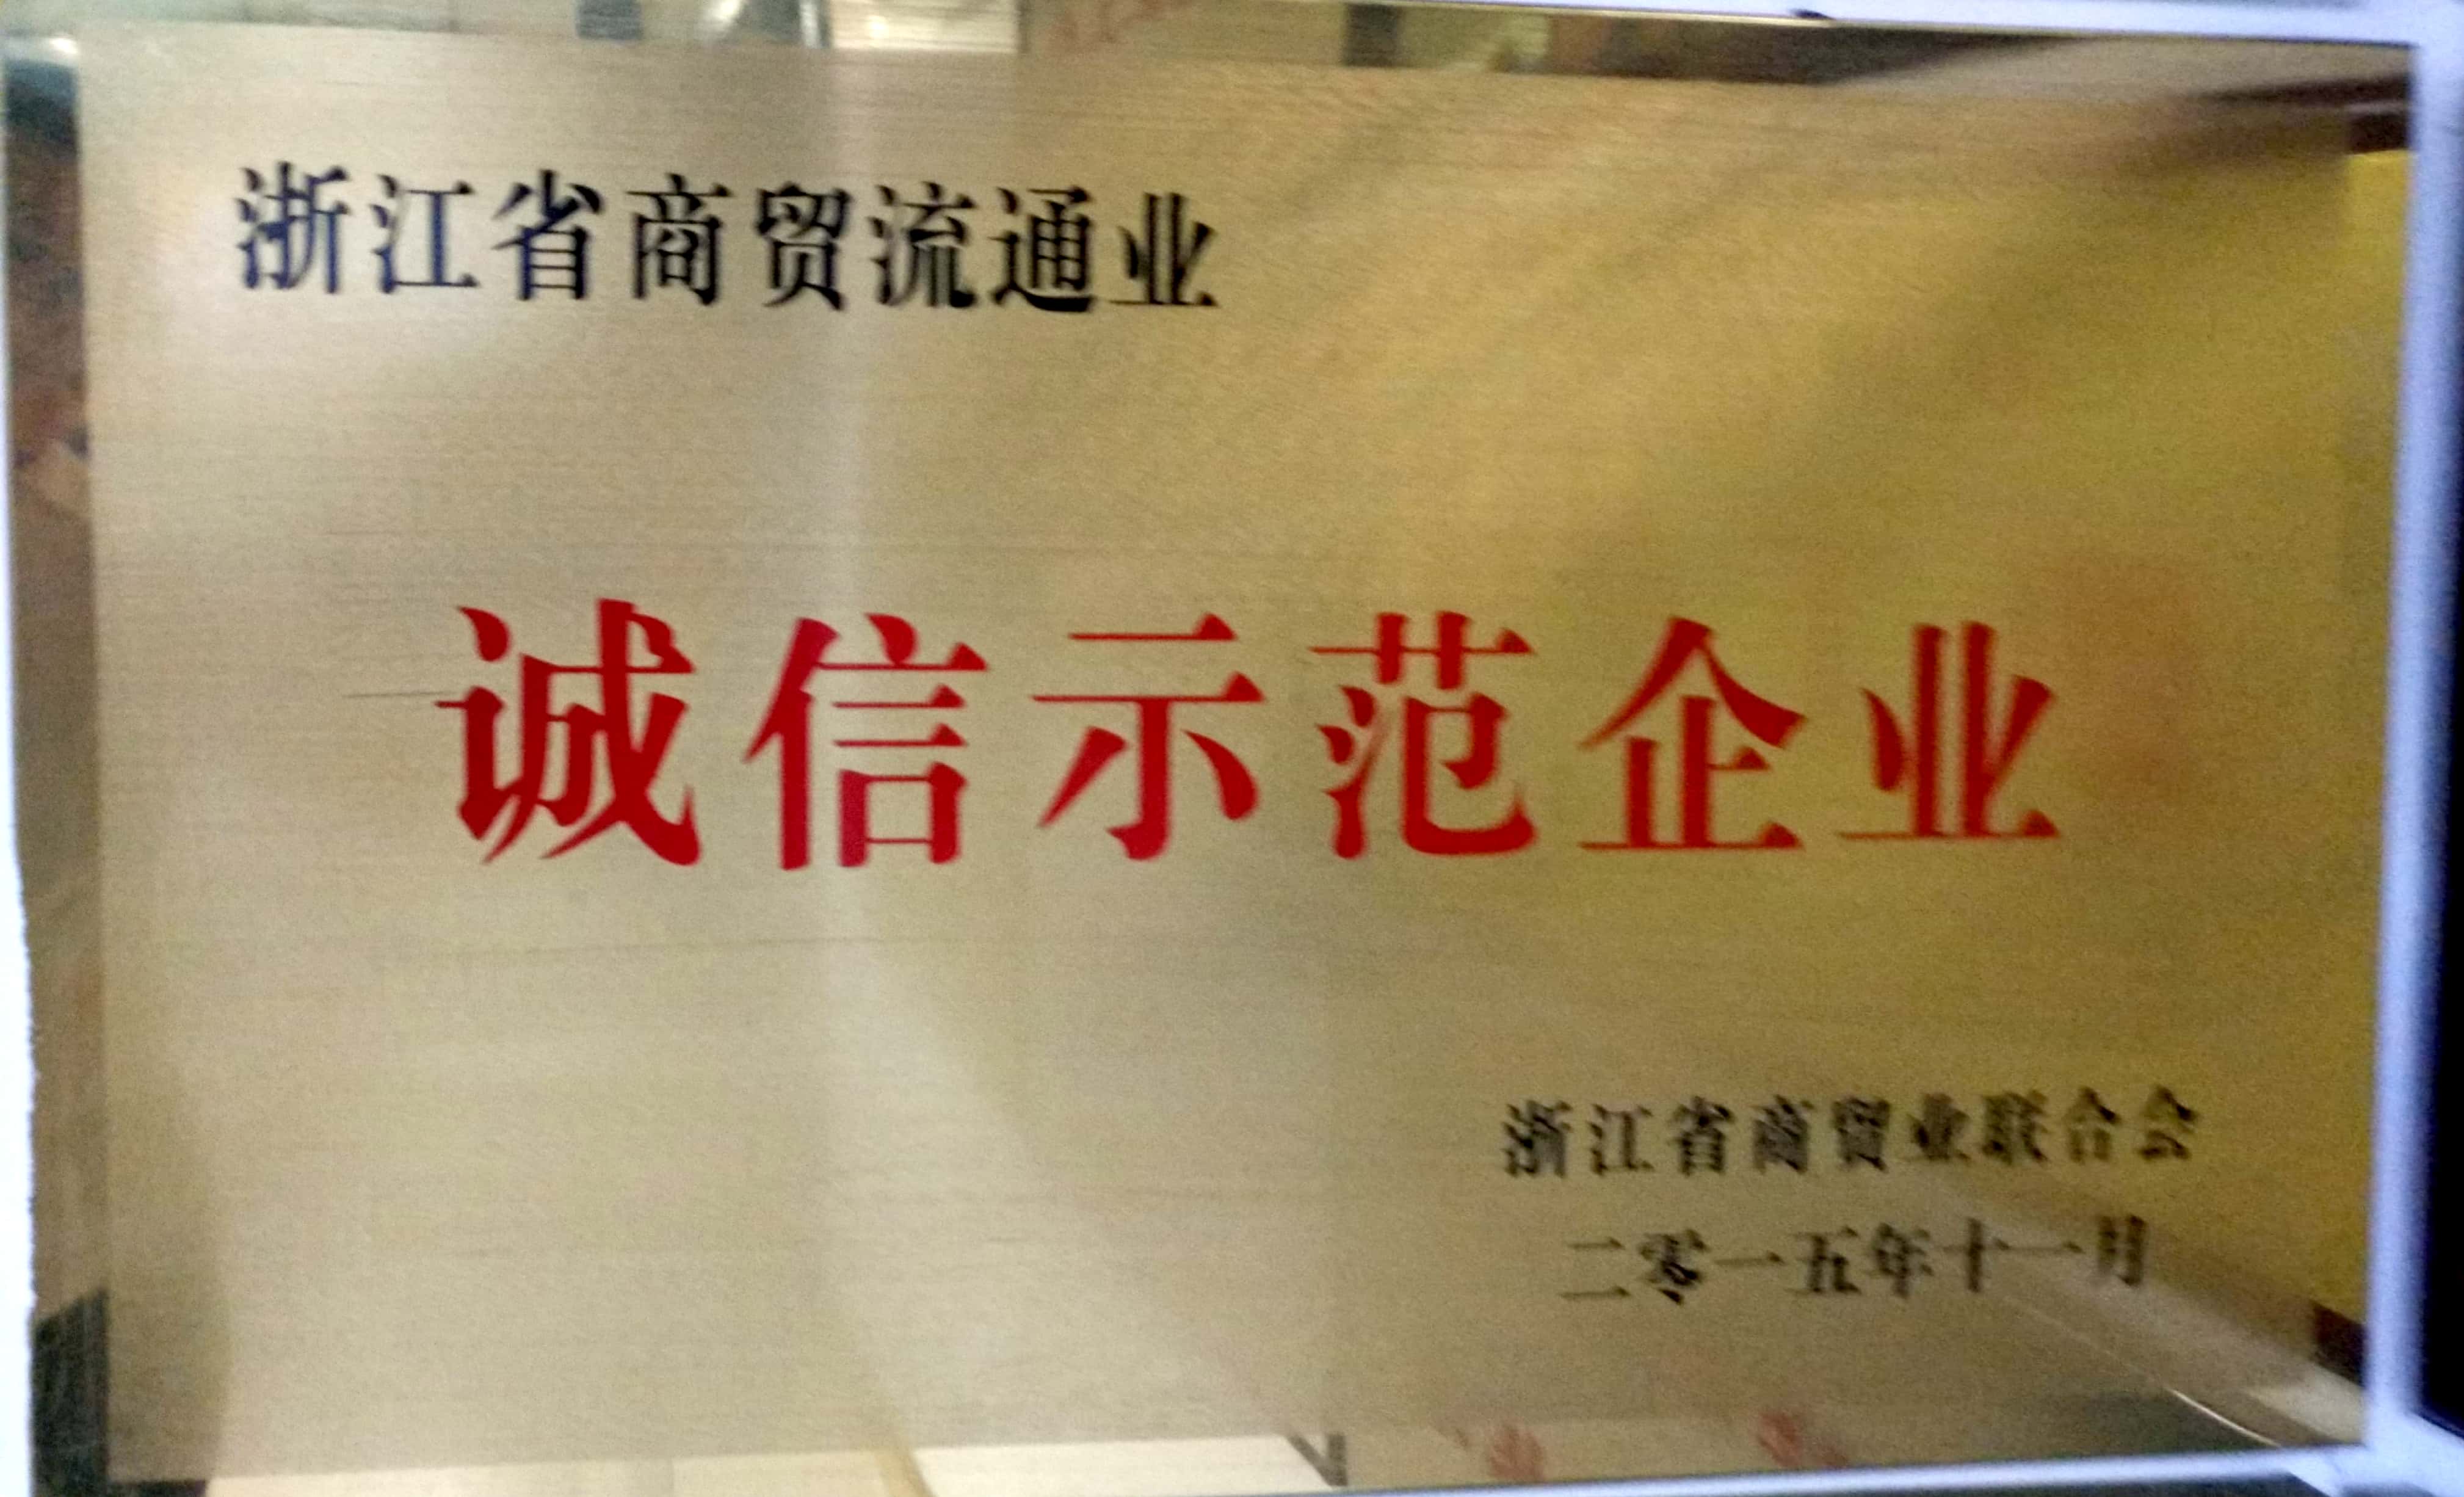 浙江省商贸流通业
诚信示范企业
浙江省商贸业联合会
二零一五年十一月